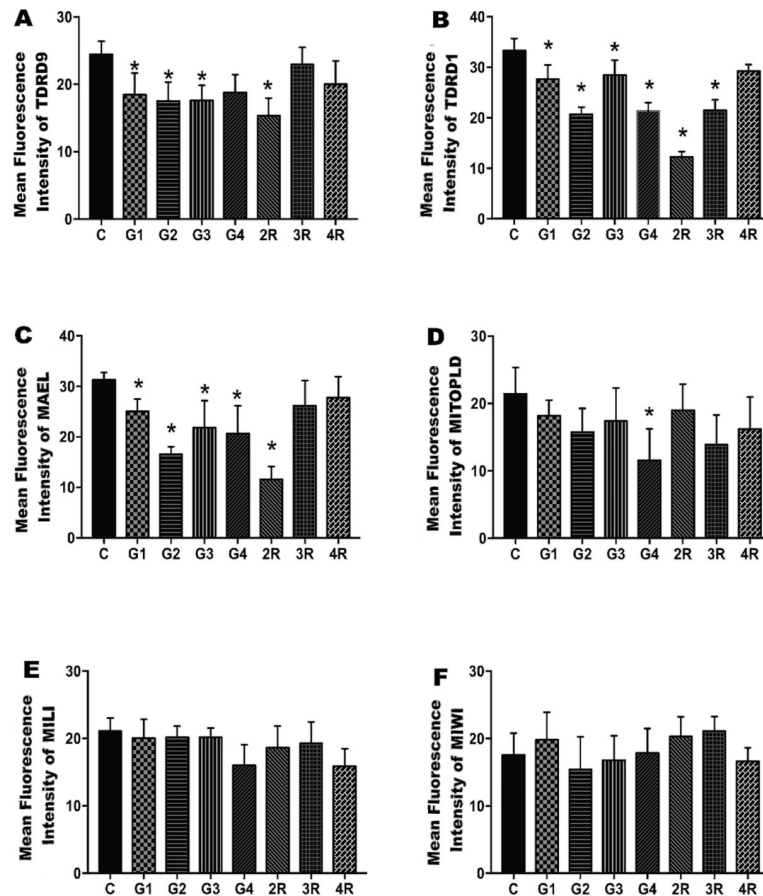 A
Mean Fluorescence
Intensity of TDRD9
30
20
10
0
* * * *
C G1 G2 G3 G4 2R 3R 4R
B
Mean Fluorescence
Intensity of TDRD1
40
30
20
10
0
* * * * * *
C G1 G2 G3 G4 2R 3R 4R
C
Mean Fluorescence
Intensity of MAEL
40
30
20
10
0
* * * * *
C G1 G2 G3 G4 2R 3R 4R
D
Mean Fluorescence
Intensity of MITOPLD
30
20
10
0
*
C G1 G2 G3 G4 2R 3R 4R
E
Mean Fluorescence
Intensity of MILI
30
20
10
0
C G1 G2 G3 G4 2R 3R 4R
F
Mean Fluorescence
Intensity of MIWI
30
20
10
0
C G1 G2 G3 G4 2R 3R 4R